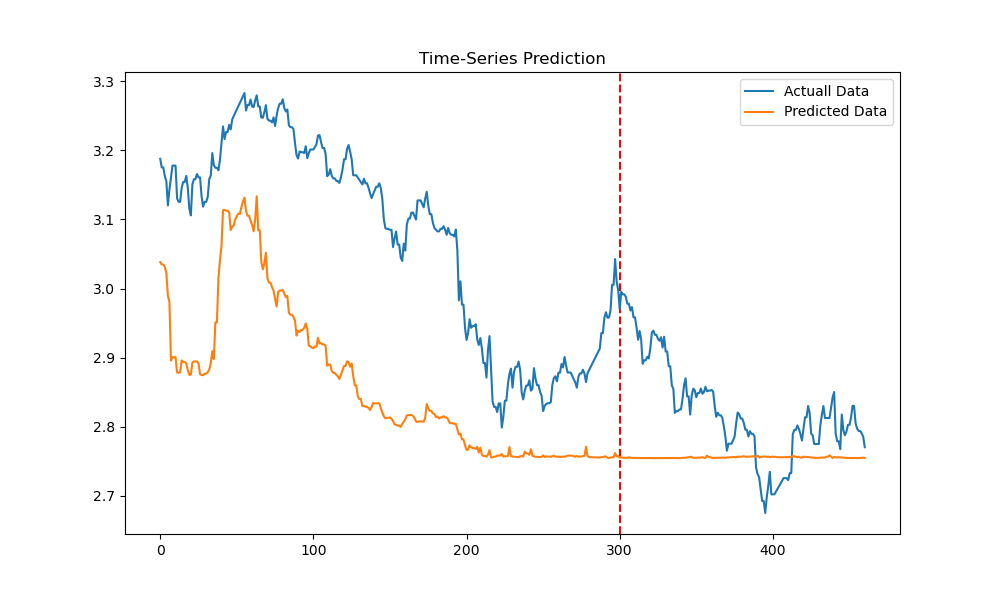 Time-Series Prediction
Actuall Data
Predicted Data
3.3
3.2
3.1
3.0
2.9
2.8
2.7
0 100 200 300 400